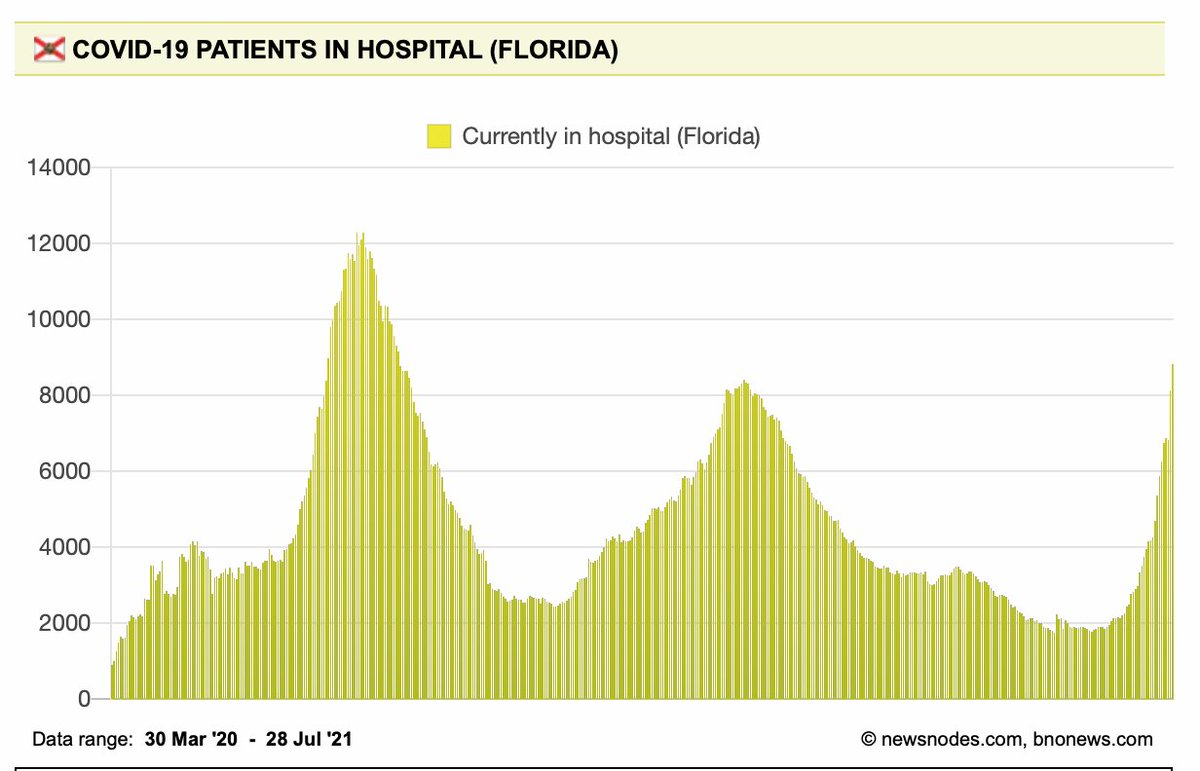 COVID-19 PATIENTS IN HOSPITAL (FLORIDA)
Currently in hospital (Florida)
14000
12000
10000
8000
6000
4000
2000
0
Data range: 30 Mar '20 - 28 Jul '21
© newsnodes.com, bnonews.com